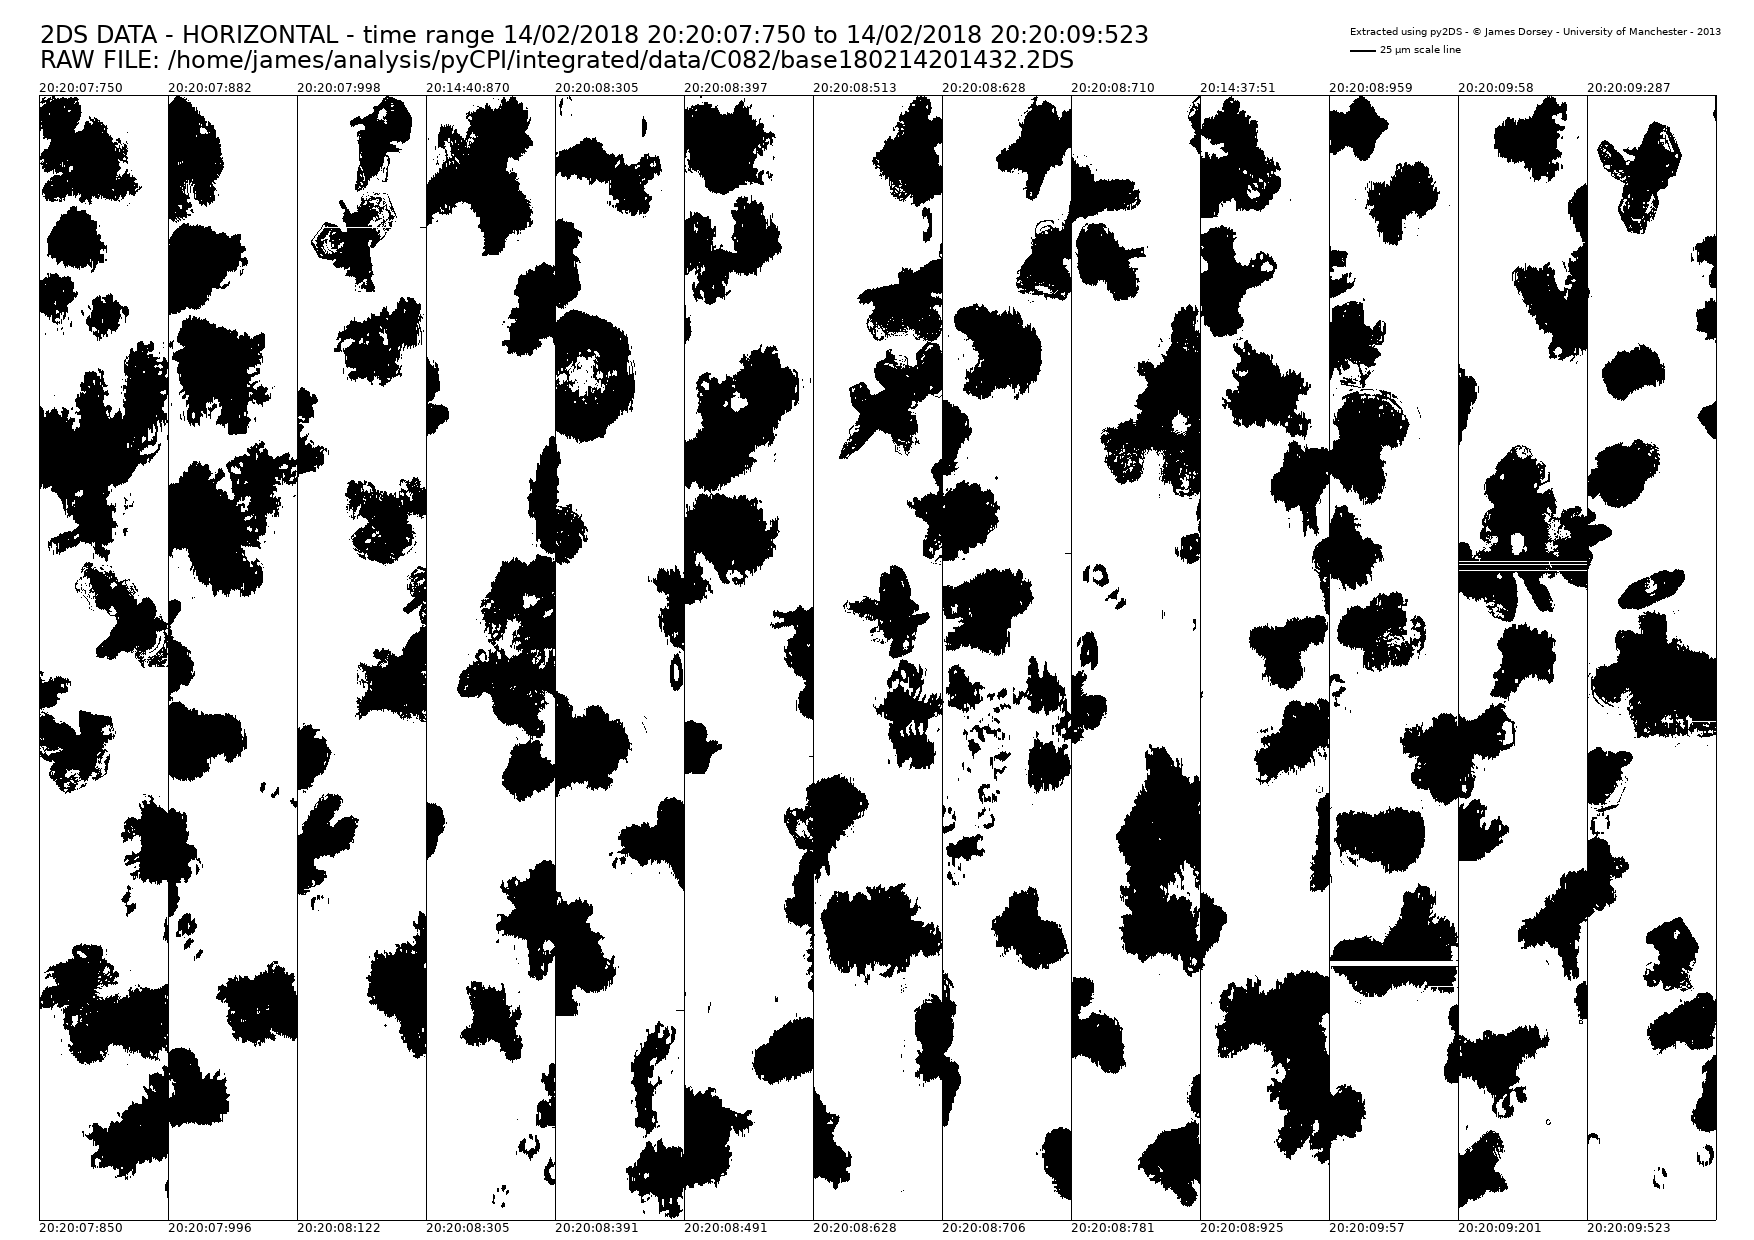 2DS DATA - HORIZONTAL - time range 14/02/2018 20:20:07:750 to 14/02/2018 20:20:09:523
RAW FILE: /home/james/analysis/pyCPI/integrated/data/C082/base180214201432.2DS
Extracted using py2DS - © James Dorsey - University of Manchester - 2013
25 µm scale line
20:20:07:750 20:20:07:882 20:20:07:998 20:14:40:870 20:20:08:305 20:20:08:397 20:20:08:513 20:20:08:628 20:20:08:710 20:14:37:51 20:20:08:959 20:20:09:58 20:20:09:287
20:20:07:850 20:20:07:996 20:20:08:122 20:20:08:305 20:20:08:391 20:20:08:491 20:20:08:628 20:20:08:706 20:20:08:781 20:20:08:925 20:20:09:57 20:20:09:201 20:20:09:523